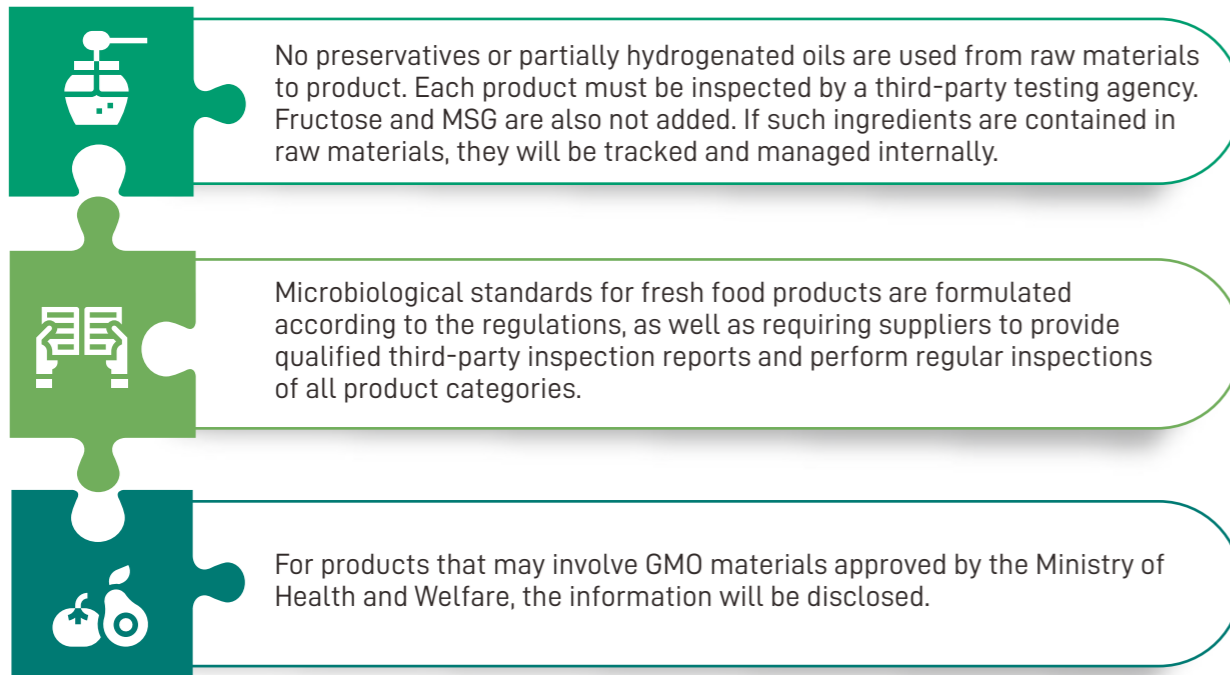 No preservatives or partially hydrogenated oils are used from raw materials
to product. Each product must be inspected by a third-party testing agency.
Fructose and MSG are also not added. If such ingredients are contained in
raw materials, they will be tracked and managed internally.
Microbiological standards for fresh food products are formulated
according to the regulations, as well as requiring suppliers to provide
qualified third-party inspection reports and perform regular inspections
of all product categories.
For products that may involve GMO materials approved by the Ministry of
Health and Welfare, the information will be disclosed.